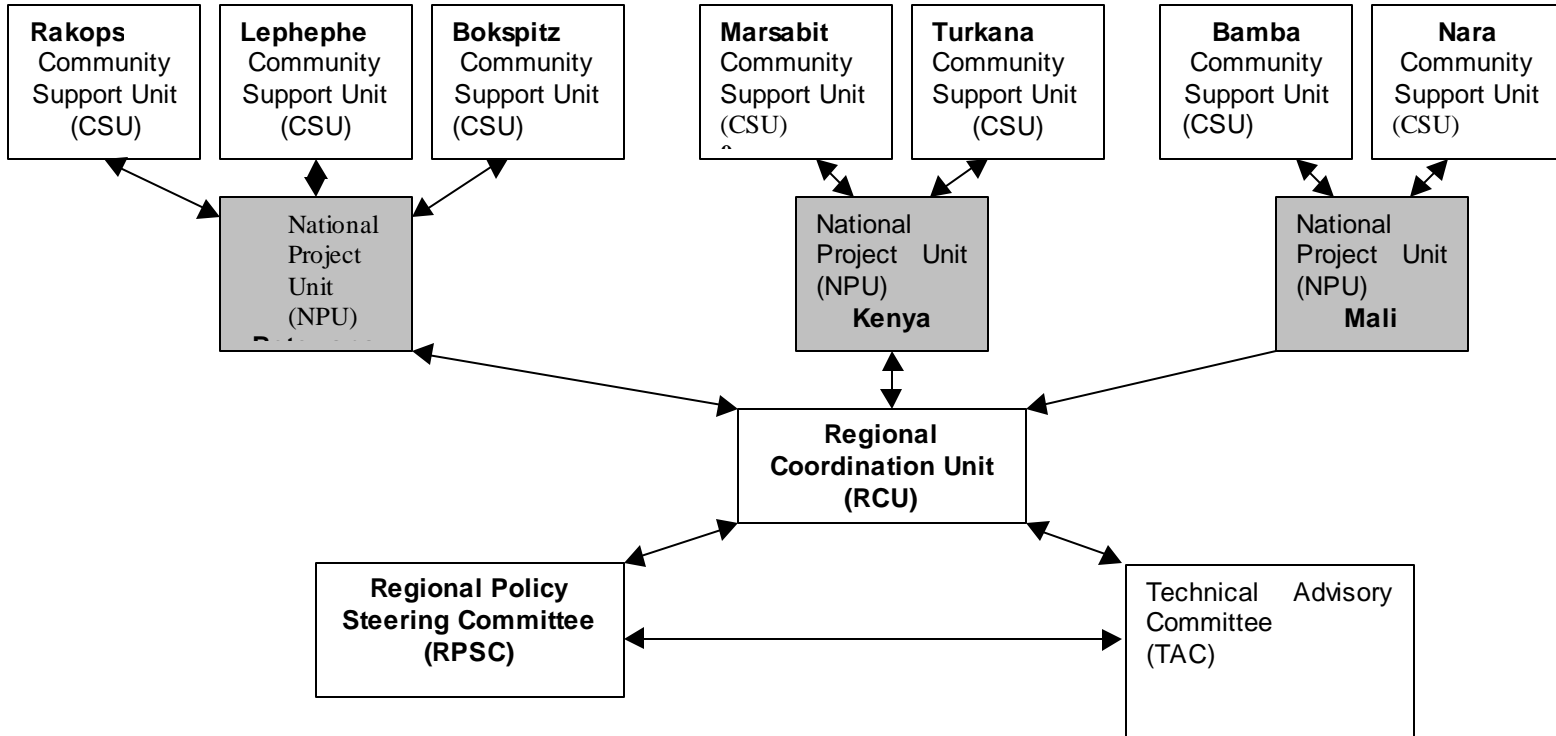 Rakops
Community
Support Unit
(CSU)
Lephephe
Community
Support Unit
(CSU)
Bokspitz
Community
Support Unit
(CSU)
Marsabit
Community
Support Unit
(CSU)
Turkana
Community
Support Unit
(CSU)
Bamba
Community
Support Unit
(CSU)
Nara
Community
Support Unit
(CSU)
National
Project
Unit
(NPU)
National
Project Unit
(NPU)
Kenya
National
Project Unit
(NPU)
Mali
Regional
Coordination Unit
(RCU)
Regional Policy
Steering Committee
(RPSC)
Technical Advisory
Committee
(TAC)